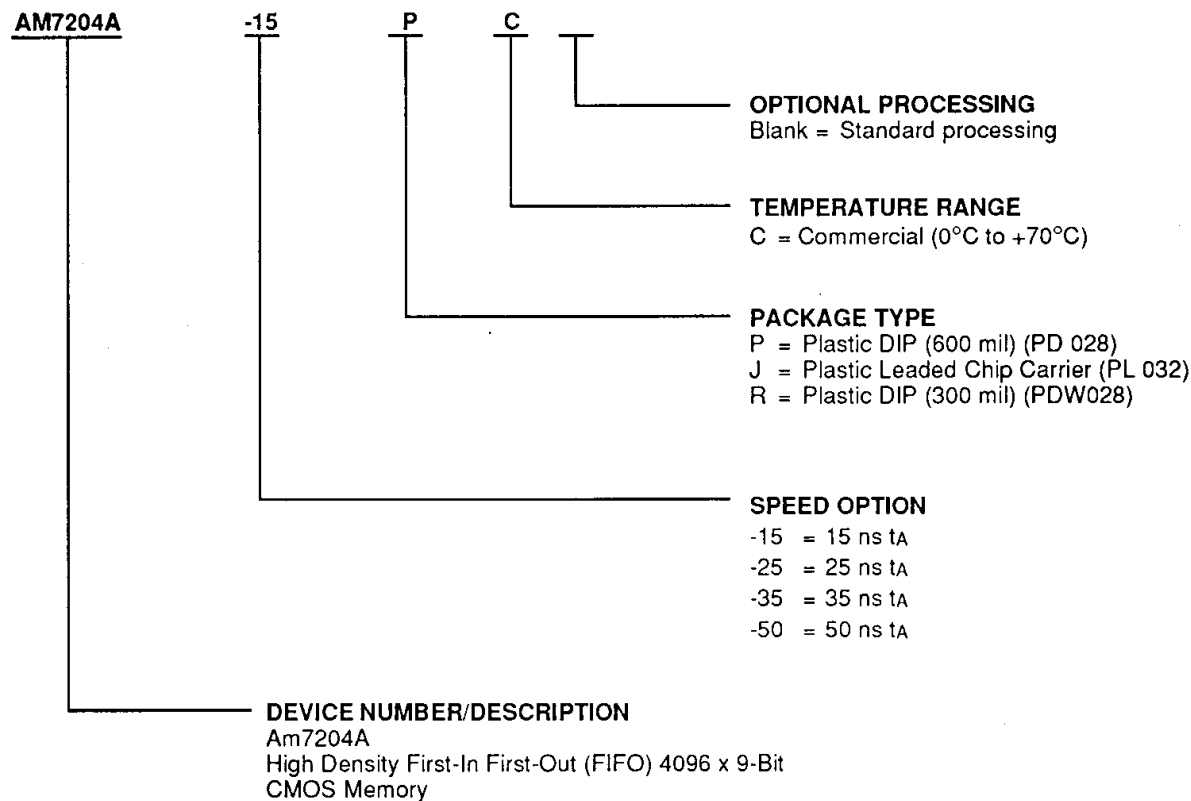 AM7204A -15 P C
OPTIONAL PROCESSING
Blank = Standard processing
TEMPERATURE RANGE
C = Commercial (0°C to +70°C)
PACKAGE TYPE
P = Plastic DIP (600 mil) (PD 028)
J = Plastic Leaded Chip Carrier (PL 032)
R = Plastic DIP (300 mil) (PDW028)
SPEED OPTION
-15 = 15 ns tA
-25 = 25 ns tA
-35 = 35 ns tA
-50 = 50 ns tA
DEVICE NUMBER/DESCRIPTION
Am7204A
High Density First-In First-Out (FIFO) 4096 x 9-Bit
CMOS Memory